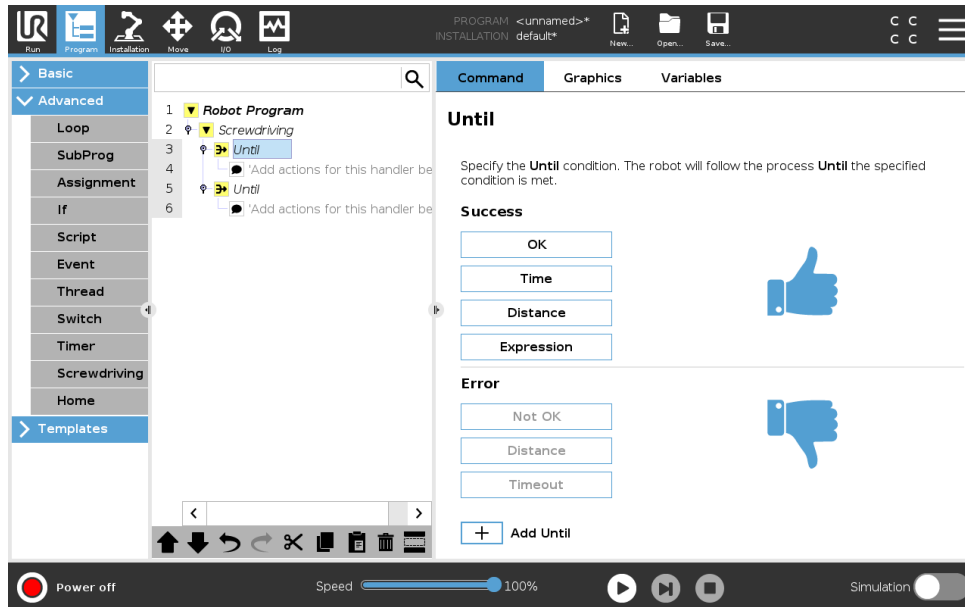 PROGRAM <unnamed>*
INSTALLATION default*
Run Program Installation Move I/O Log New... Open... Save...
C C
C C
Basic
Advanced
Loop
SubProg
Assignment
If
Script
Event
Thread
Switch
Timer
Screwdriving
Home
Templates
1 Robot Program
2 Screwdriving
3 Until
4 'Add actions for this handler be
5 Until
6 'Add actions for this handler be
Command Graphics Variables
Until
Specify the Until condition. The robot will follow the process Until the specified
condition is met.
Success
OK
Time
Distance
Expression
Error
Not OK
Distance
Timeout
+ Add Until
Power off Speed 100% Simulation